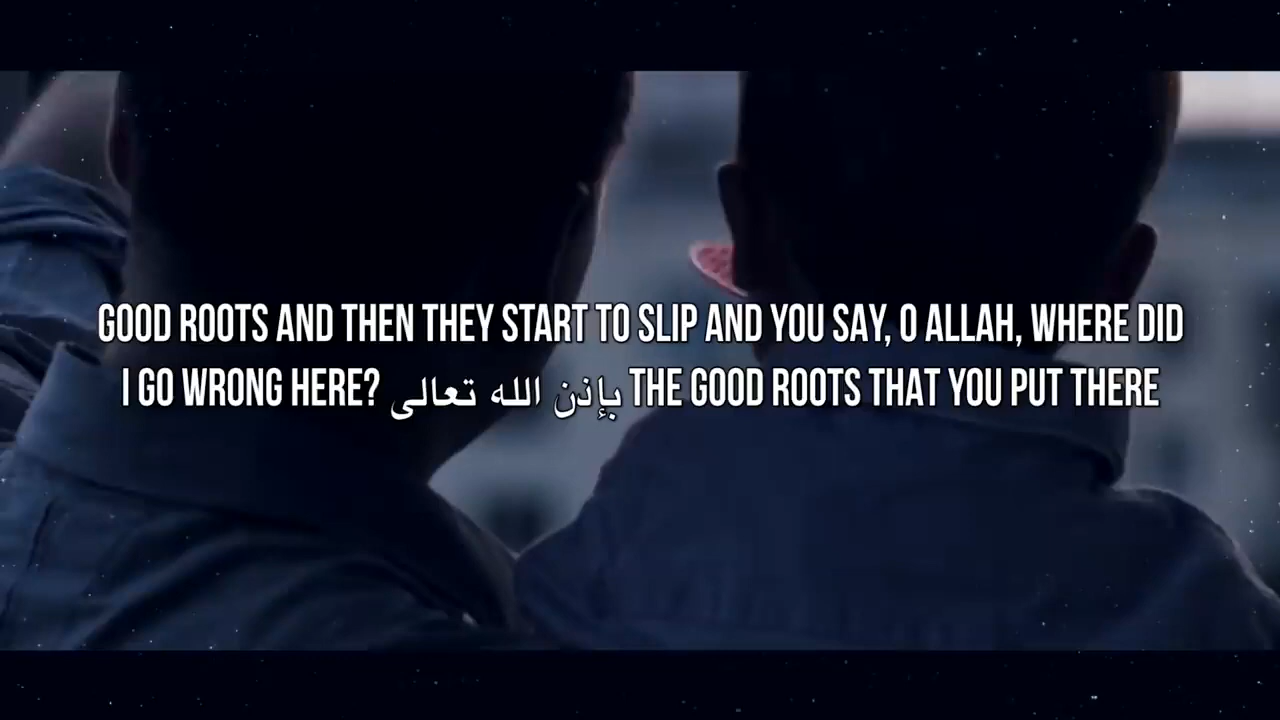 GOOD ROOTS AND THEN THEY START TO SLIP AND YOU SAY, O ALLAH, WHERE DID
I GO WRONG HERE? بإذن الله تعالى THE GOOD ROOTS THAT YOU PUT THERE